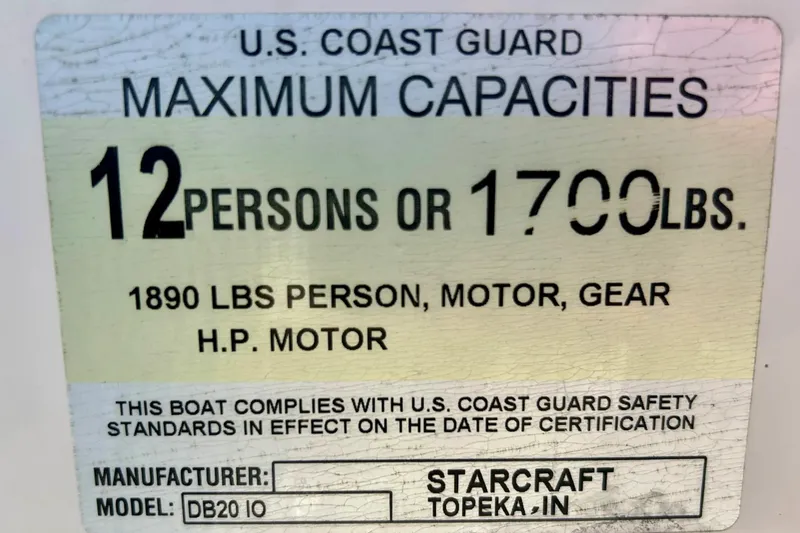 U.S. COAST GUARD
MAXIMUM CAPACITIES
12 PERSONS OR 1700 LBS.
1890 LBS PERSON, MOTOR, GEAR
H.P. MOTOR
THIS BOAT COMPLIES WITH U.S. COAST GUARD SAFETY
STANDARDS IN EFFECT ON THE DATE OF CERTIFICATION
MANUFACTURER: STARCRAFT
MODEL: DB20 IO TOPEKA, IN